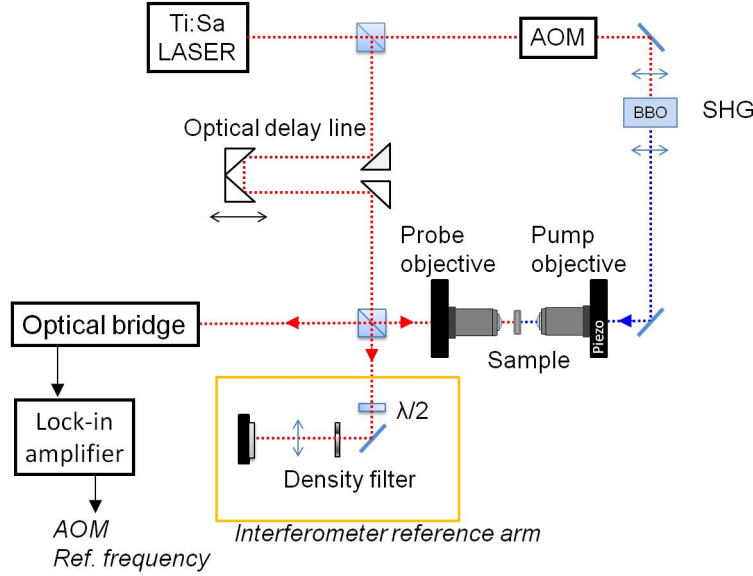 Ti:Sa
LASER
AOM
BBO
SHG
Optical delay line
Probe
objective
Pump
objective
Optical bridge
Piezo
Sample
Lock-in
amplifier
λ/2
Density filter
AOM
Ref. frequency
Interferometer reference arm